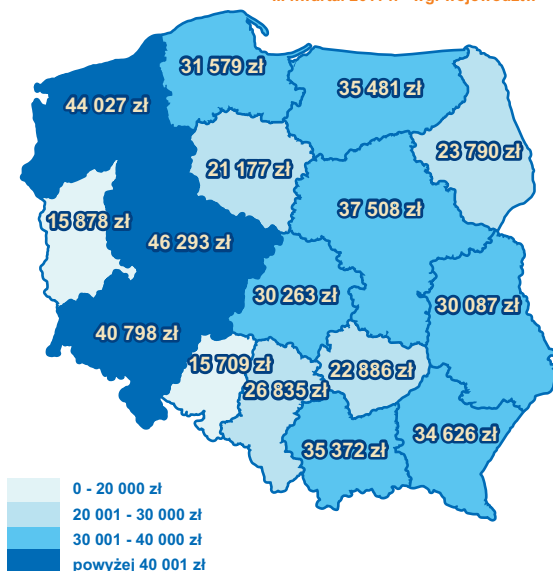 31 579 zł
35 481 zł
44 027 zł
23 790 zł
21 177 zł
37 508 zł
15 878 zł
46 293 zł
30 263 zł
30 087 zł
40 798 zł
15 709 zł
22 886 zł
26 835 zł
34 626 zł
35 372 zł
0 - 20 000 zł
20 001 - 30 000 zł
30 001 - 40 000 zł
powyżej 40 001 zł